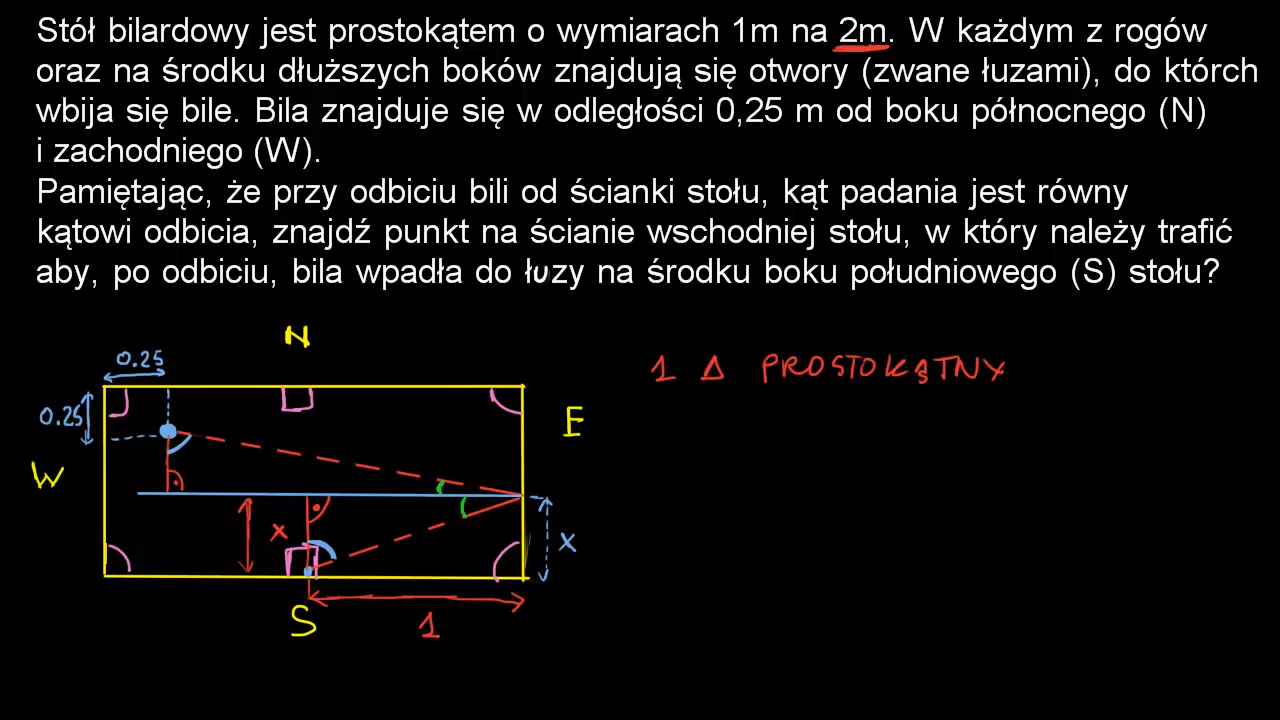 Stół bilardowy jest prostokątem o wymiarach 1m na 2m. W każdym z rogów
oraz na środku dłuższych boków znajdują się otwory (zwane łuzami), do którch
wbija się bile. Bila znajduje się w odległości 0,25 m od boku północnego (N)
i zachodniego (W).
Pamiętając, że przy odbiciu bili od ścianki stołu, kąt padania jest równy
kątowi odbicia, znajdź punkt na ścianie wschodniej stołu, w który należy trafić
aby, po odbiciu, bila wpadła do łuzy na środku boku południowego (S) stołu?
N
0.25
1 Δ PROSTOKĄTNY
0.25
E
W
x
x
S
1